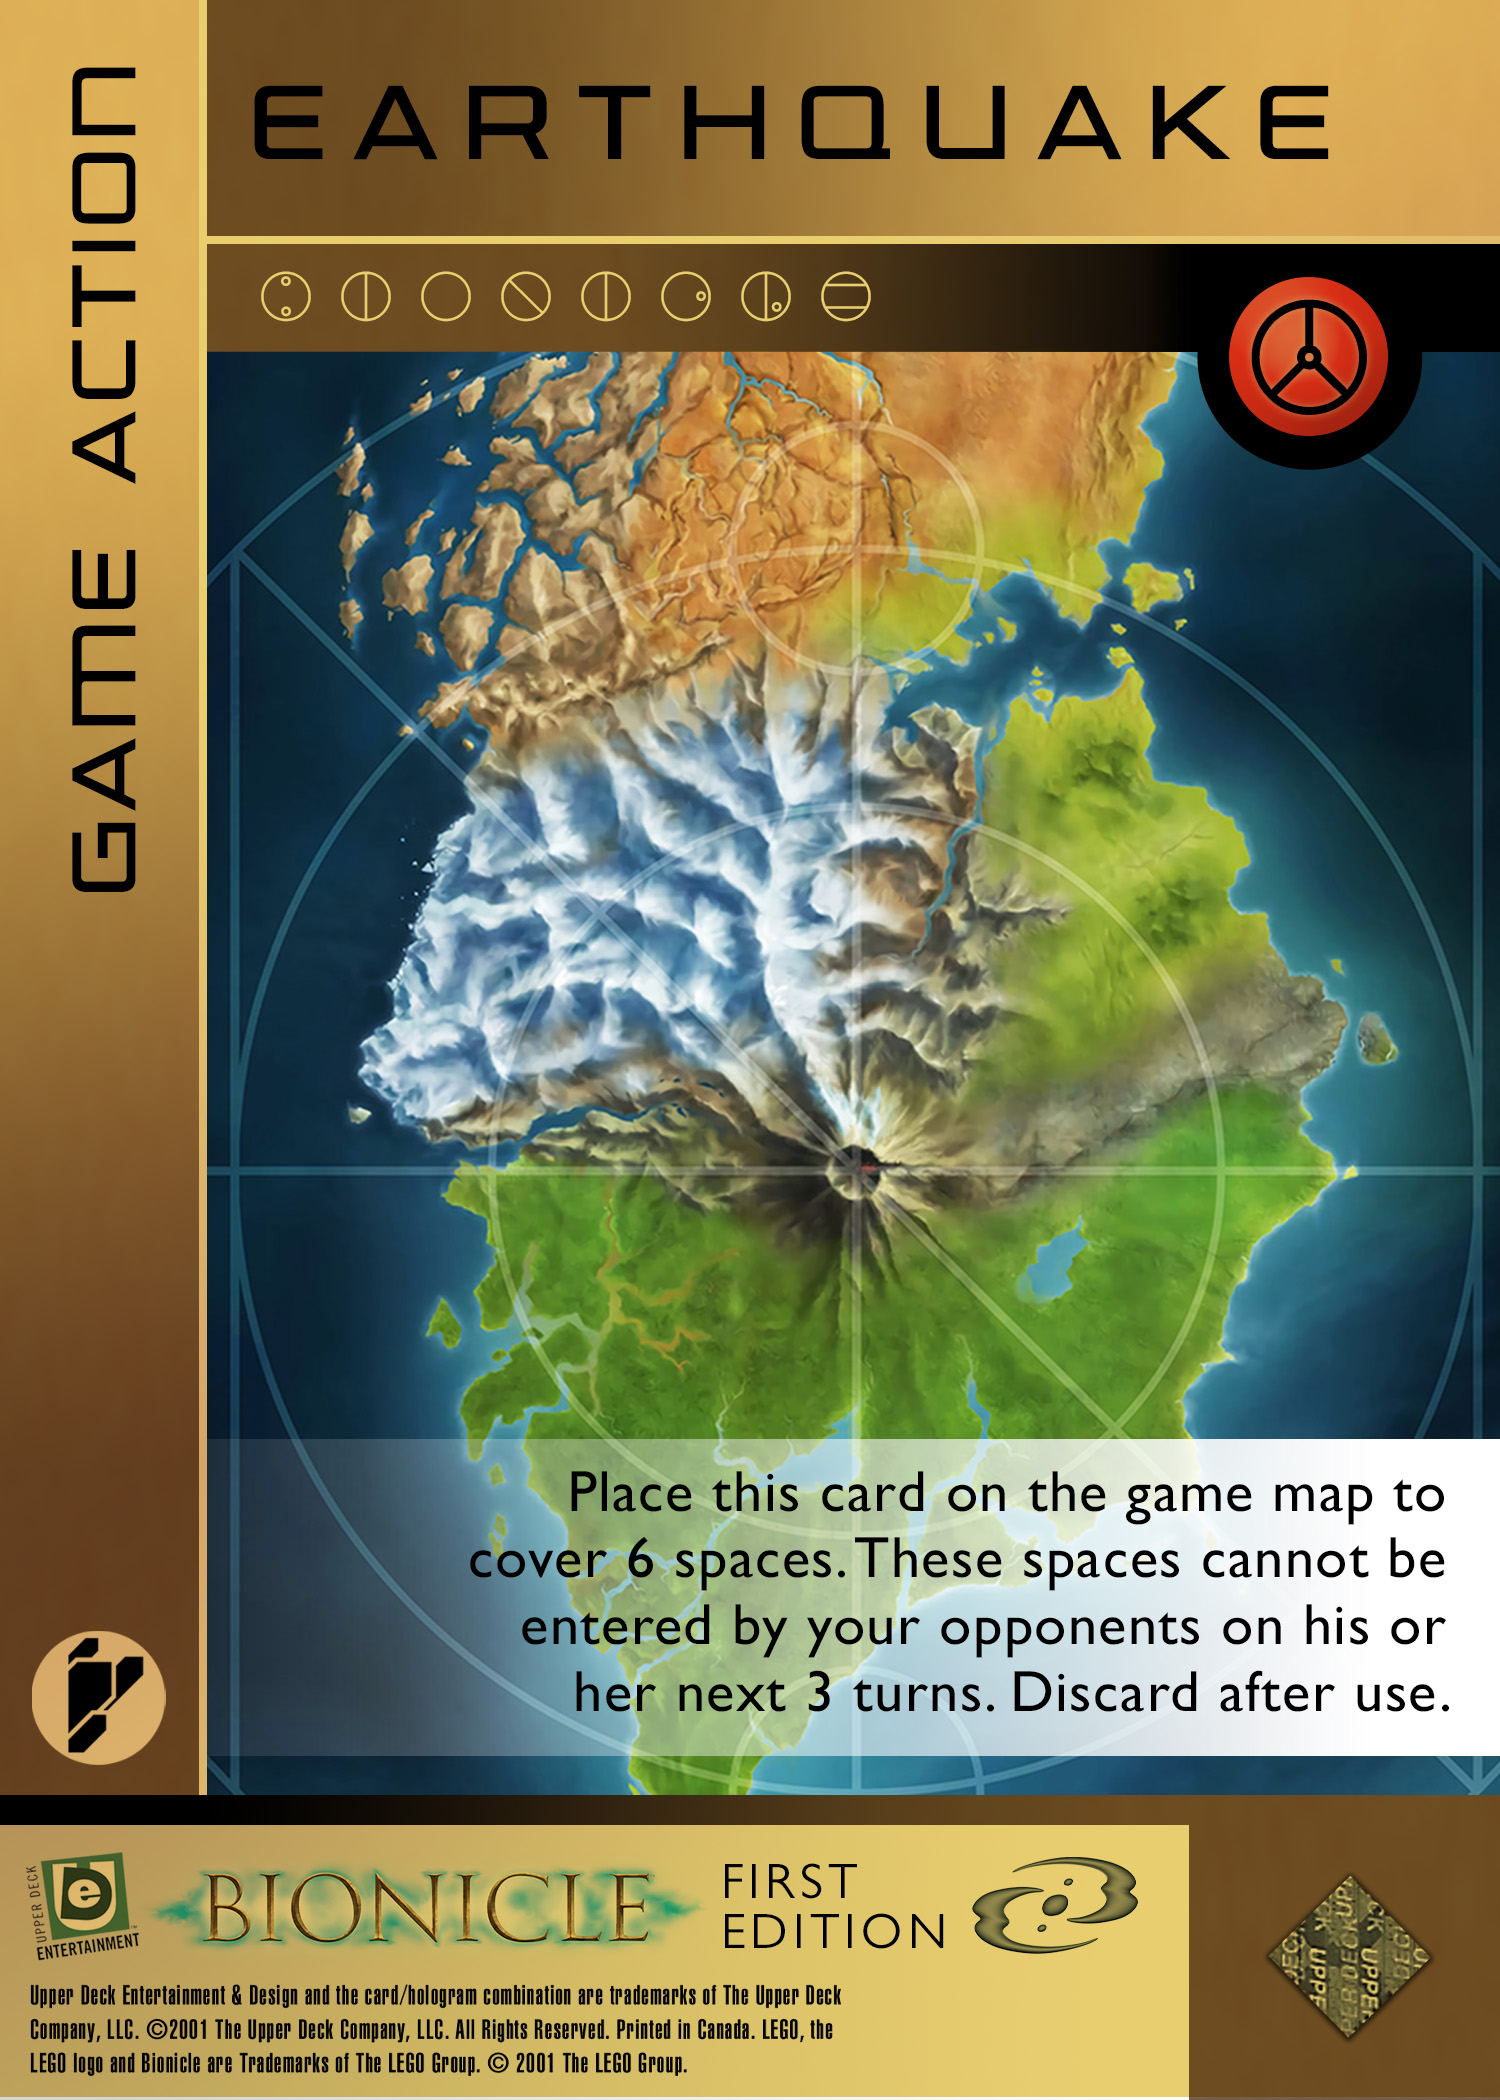 GAME ACTION
EARTHQUAKE
Place this card on the game map to
cover 6 spaces. These spaces cannot be
entered by your opponents on his or
her next 3 turns. Discard after use.
UPPER DECK
e
ENTERTAINMENT
BIONICLE
FIRST
EDITION
Upper Deck Entertainment & Design and the card/hologram combination are trademarks of The Upper Deck
Company, LLC. ©2001 The Upper Deck Company, LLC. All Rights Reserved. Printed in Canada. LEGO, the
LEGO logo and Bionicle are Trademarks of The LEGO Group. © 2001 The LEGO Group.